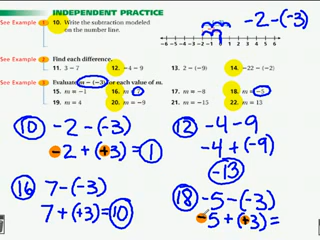 INDEPENDENT PRACTICE
See Example 1 10. Write the subtraction modeled
on the number line.
-2-(-3)
-6 -5 -4 -3 -2 -1 0 1 2 3 4 5 6
See Example 2 Find each difference.
11. 3 − 7 12. −4 − 9 13. 2 − (−9) 14. −22 − (−2)
See Example 3 Evaluate m − (−3) for each value of m.
15. m = −1 16. m 17. m = −8 18. m = −5
19. m = 4 20. m = −9 21. m = −15 22. m = 15
10 -2-(-3)
-2+(+3)=1
12 -4-9
-4+(-9)
-13
16 7-(-3)
7+(+3)=10
18 -5-(-3)
-5+(+3)=